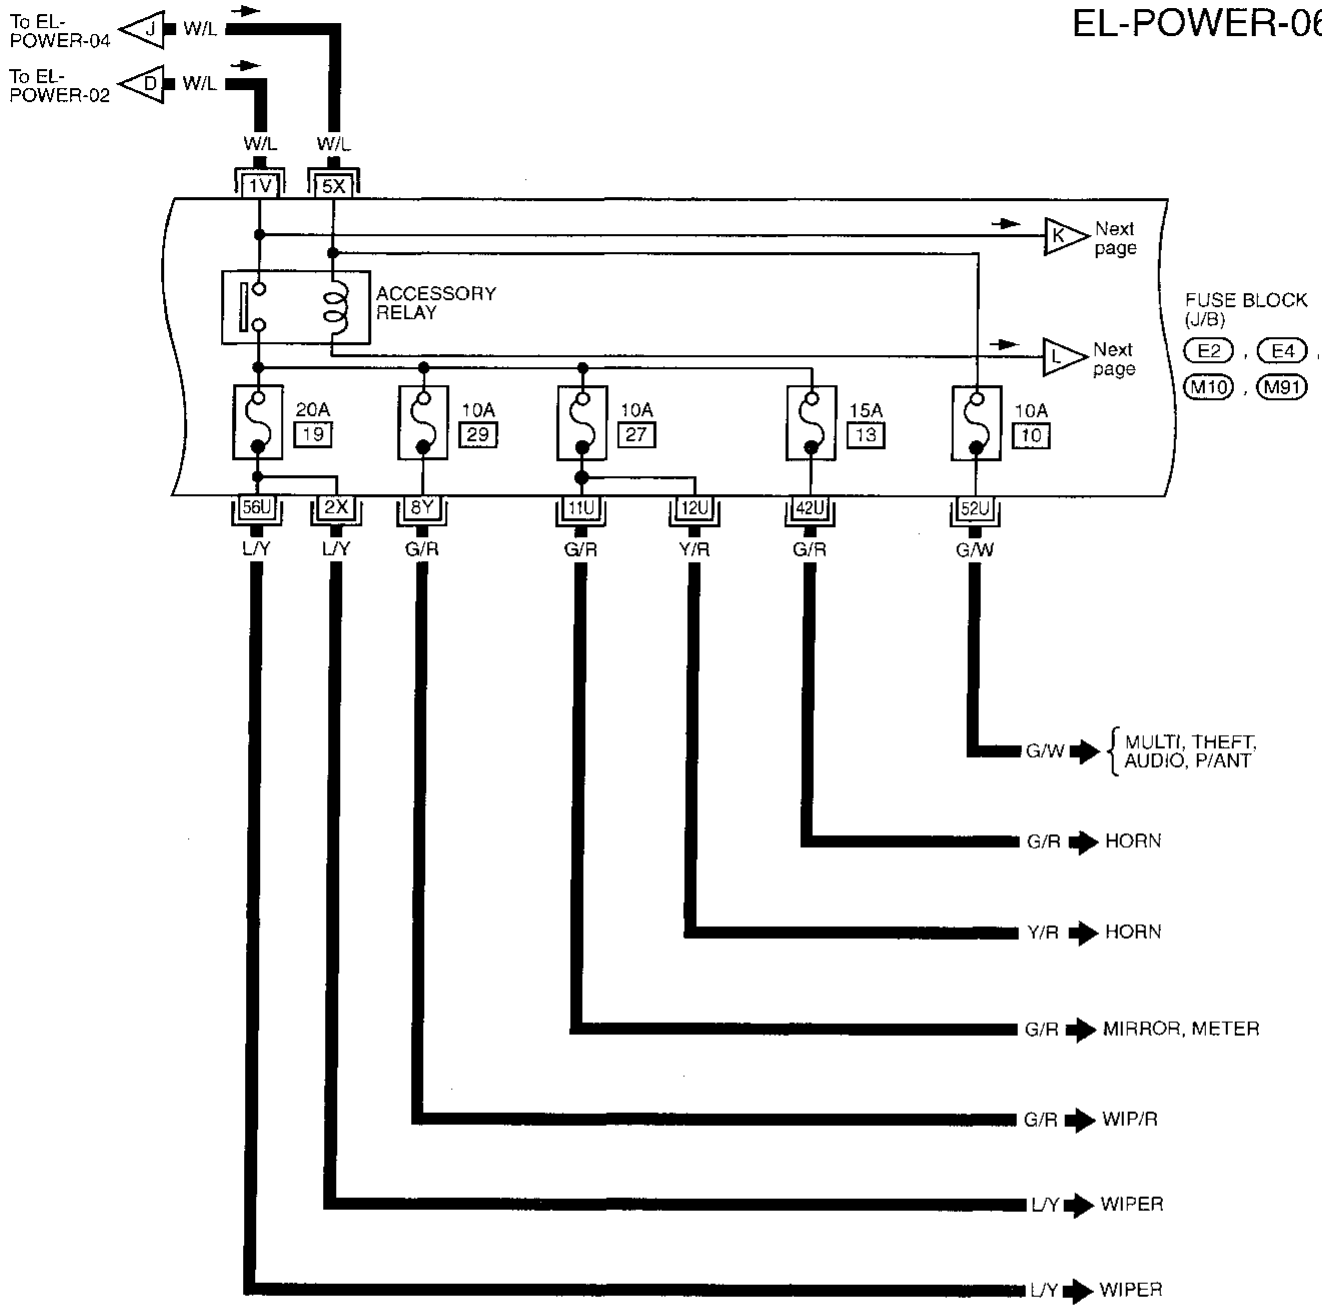 EL-POWER-06
To EL-
POWER-04
J
W/L
To EL-
POWER-02
D
W/L
W/L
W/L
1V
5X
K
Next
page
ACCESSORY
RELAY
L
Next
page
FUSE BLOCK
(J/B)
E2 , E4 ,
M10 , M91
20A
19
10A
29
10A
27
15A
13
10A
10
56U
2X
8Y
11U
12U
42U
52U
L/Y
L/Y
G/R
G/R
Y/R
G/R
G/W
G/W
MULTI, THEFT,
AUDIO, P/ANT
G/R
HORN
Y/R
HORN
G/R
MIRROR, METER
G/R
WIP/R
L/Y
WIPER
L/Y
WIPER